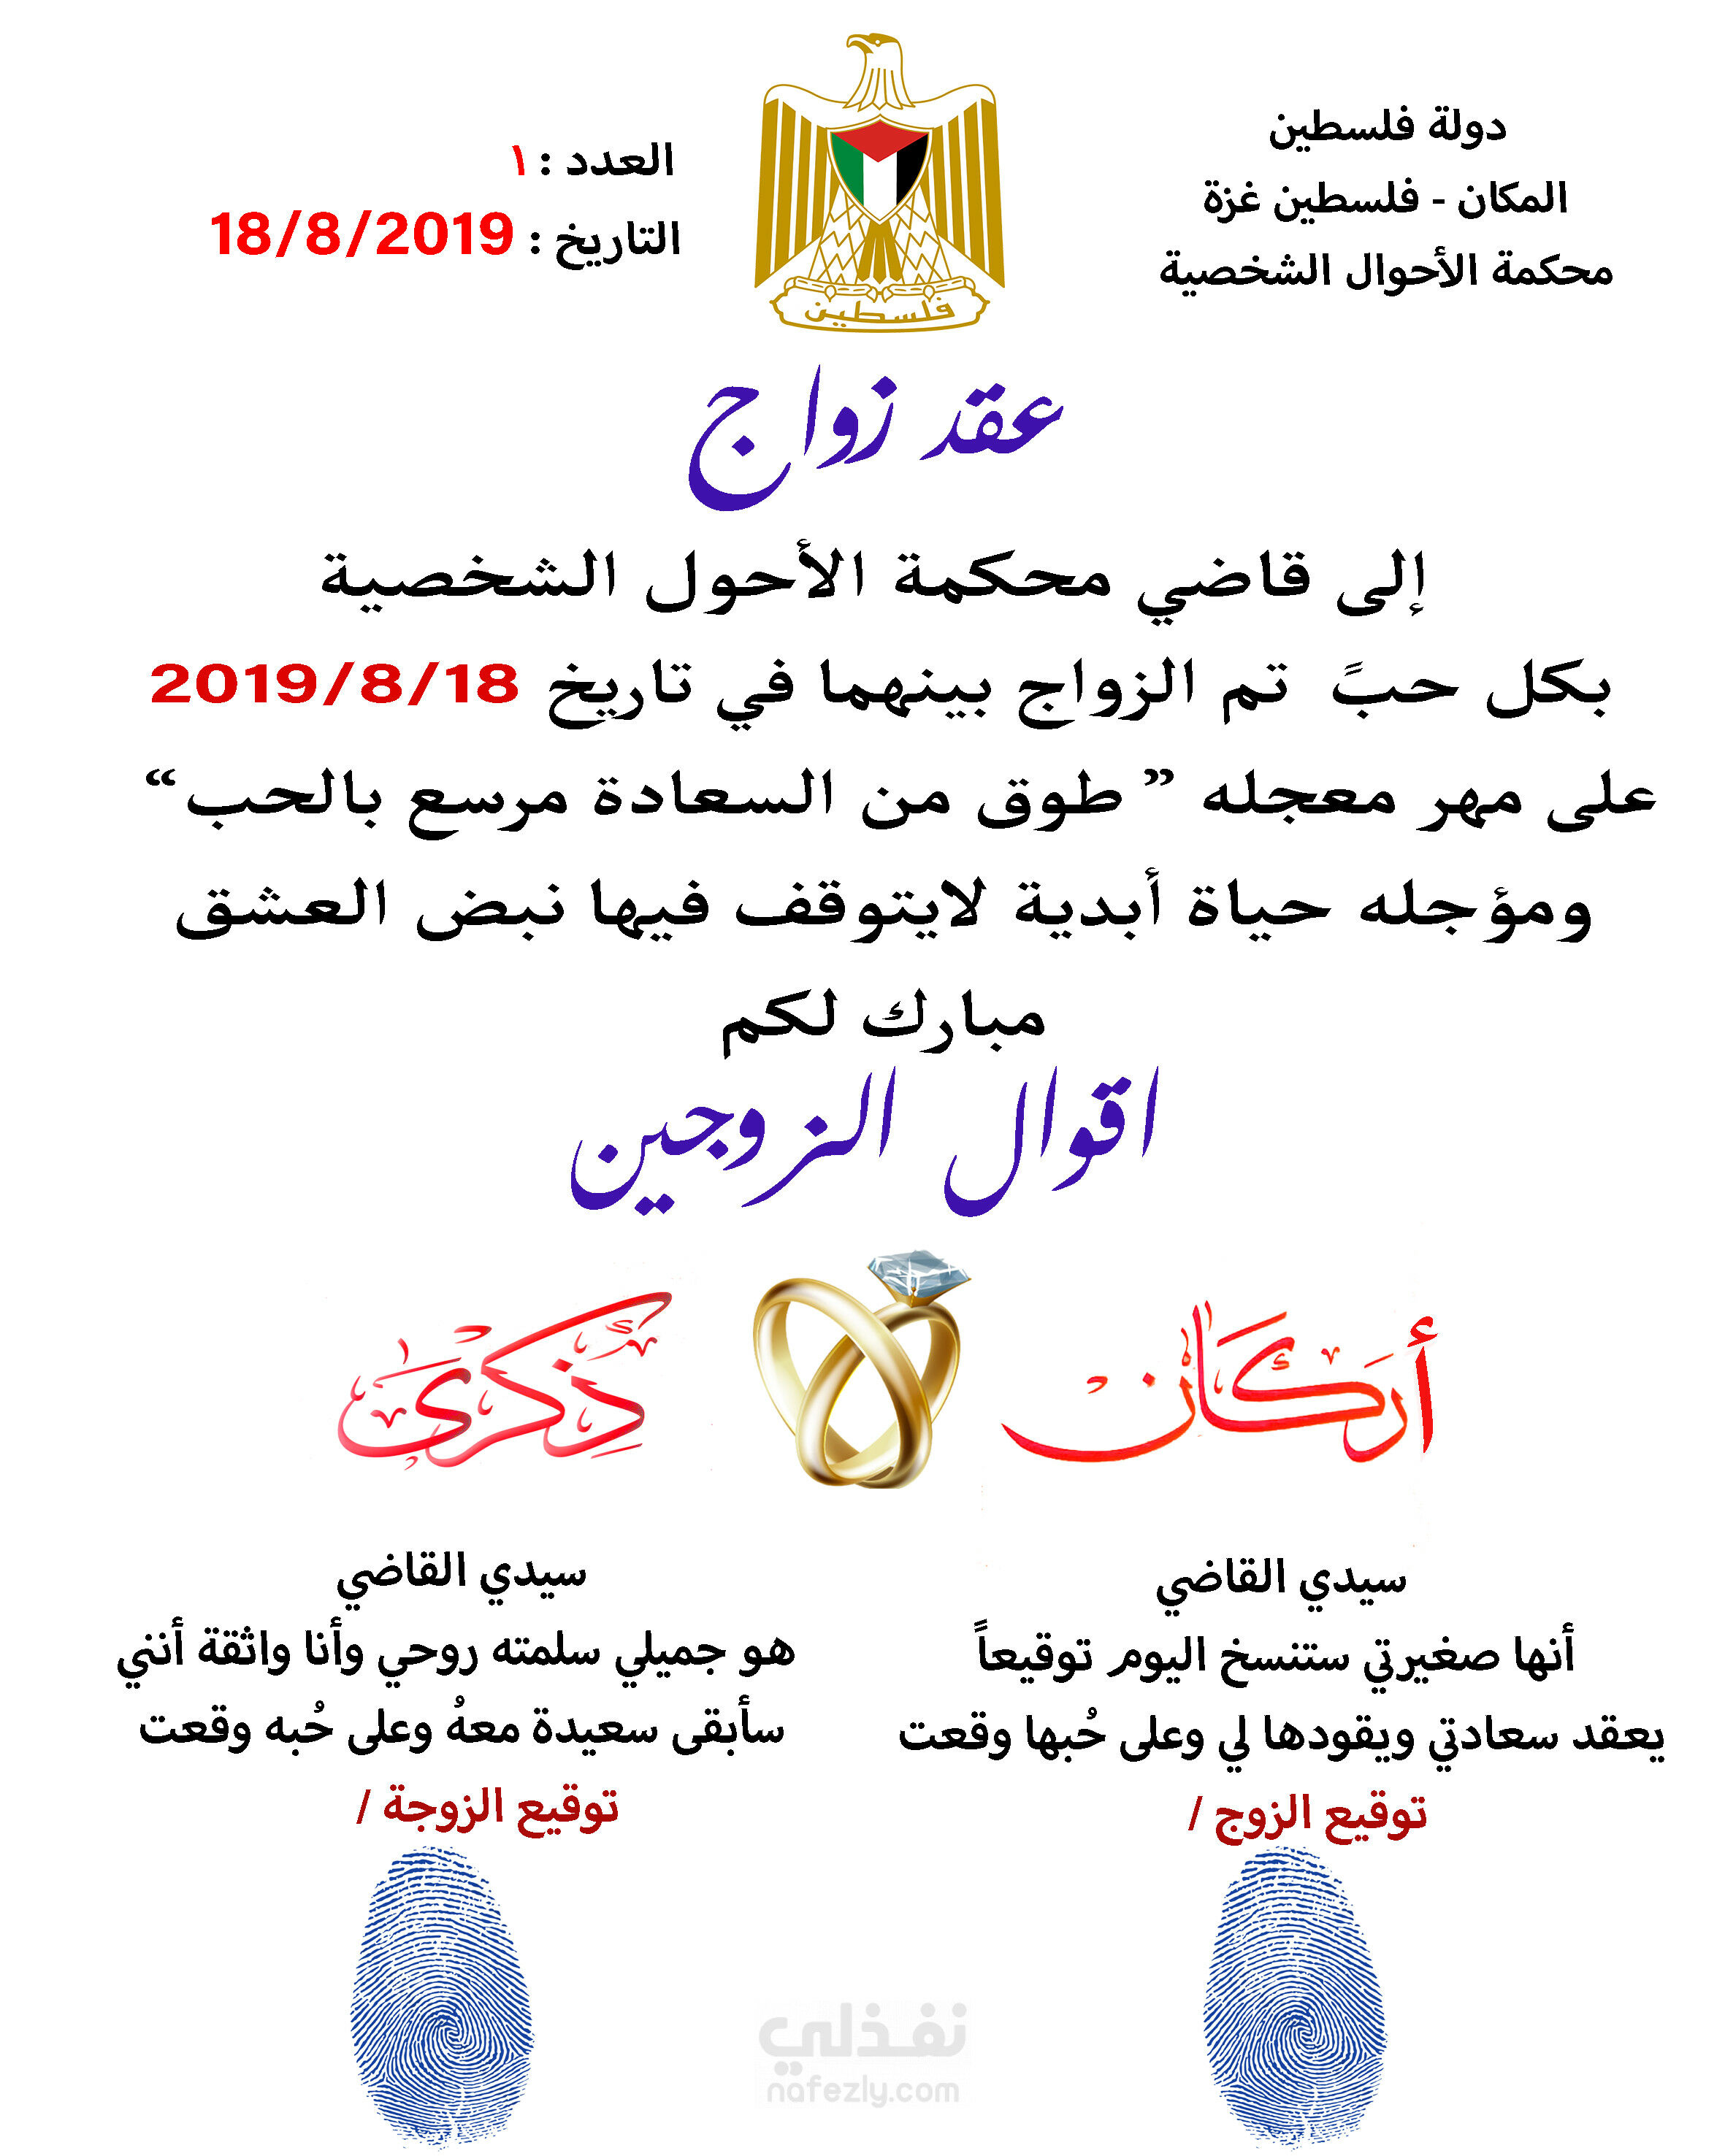 دولة فلسطين
المكان - فلسطين غزة
محكمة الأحوال الشخصية
العدد : ١
التاريخ : 18/8/2019
فلسطين
عقد زواج
إلى قاضي محكمة الأحول الشخصية
بكل حبً تم الزواج بينهما في تاريخ 2019/8/18
على مهر معجله ” طوق من السعادة مرسع بالحب“
ومؤجله حياة أبدية لايتوقف فيها نبض العشق
مبارك لكم
اقوال الزوجين
أركان
ذكرى
سيدي القاضي
أنها صغيرتي ستنسخ اليوم توقيعاً
يعقد سعادتي ويقودها لي وعلى حُبها وقعت
توقيع الزوج /
سيدي القاضي
هو جميلي سلمته روحي وأنا واثقة أنني
سأبقى سعيدة معهُ وعلى حُبه وقعت
توقيع الزوجة /
نفذلي
nafezly.com